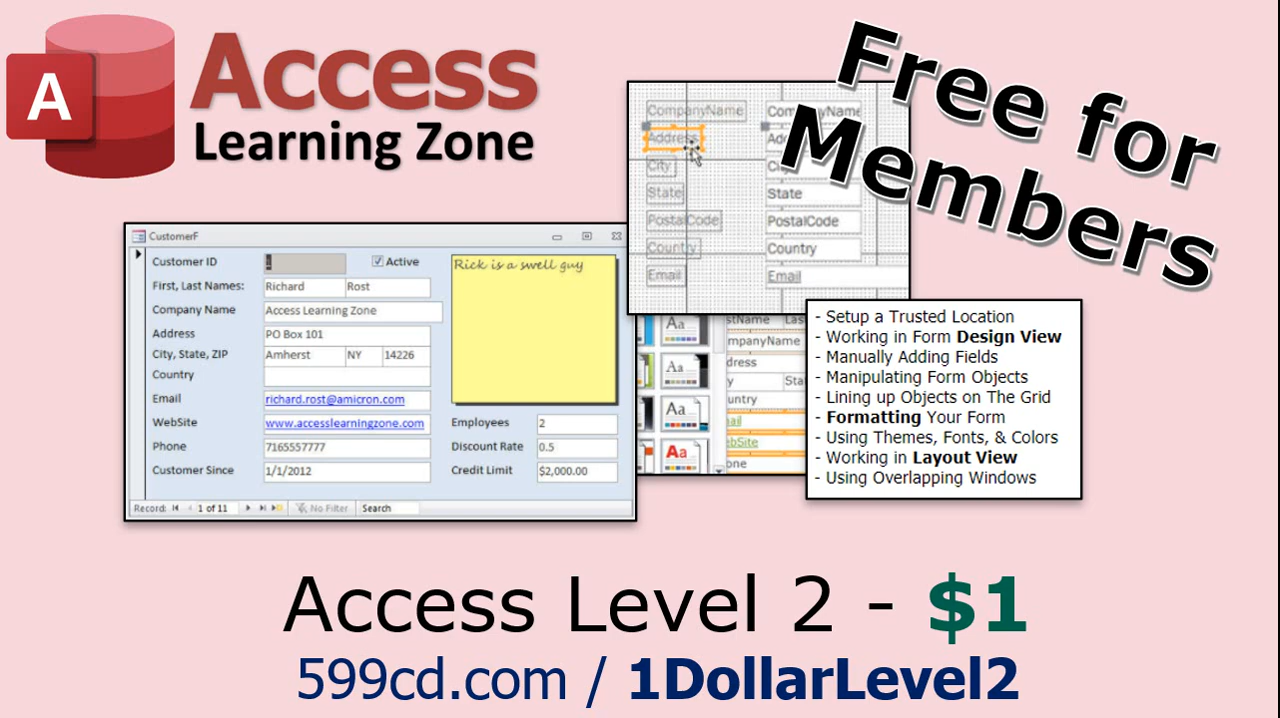 A
Access
Learning Zone
Free for
Members
CompanyName CompanyName
Address
City
State State
PostalCode PostalCode
Country Country
Email Email
CustomerF
Customer ID Active
First, Last Names: Richard Rost
Company Name Access Learning Zone
Address PO Box 101
City, State, ZIP Amherst NY 14226
Country
Email richard.rost@amicron.com
WebSite www.accesslearningzone.com
Phone 7165557777
Customer Since 1/1/2012
Rick is a swell guy
Employees 2
Discount Rate 0.5
Credit Limit $2,000.00
Record: 1 of 11 No Filter Search
Aa
Aa
Aa
Aa
- Setup a Trusted Location
- Working in Form Design View
- Manually Adding Fields
- Manipulating Form Objects
- Lining up Objects on The Grid
- Formatting Your Form
- Using Themes, Fonts, & Colors
- Working in Layout View
- Using Overlapping Windows
Access Level 2 - $1
599cd.com / 1DollarLevel2